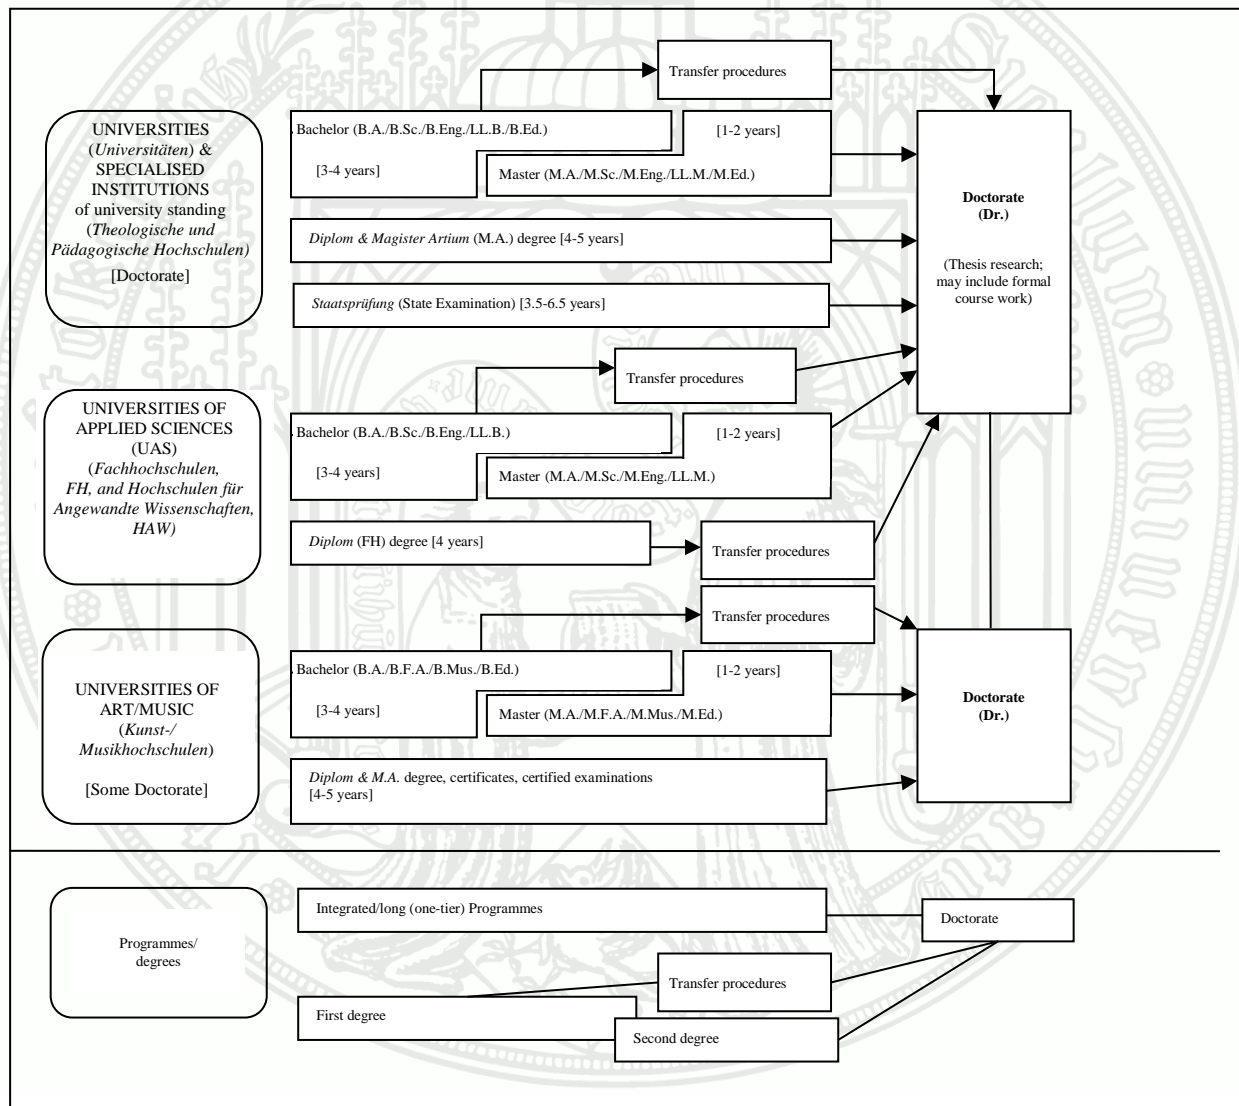 Transfer procedures
UNIVERSITIES
(Universitäten) &
SPECIALISED
INSTITUTIONS
of university standing
(Theologische und
Pädagogische Hochschulen)
[Doctorate]
Bachelor (B.A./B.Sc./B.Eng./LL.B./B.Ed.)
[1-2 years]
[3-4 years]
Master (M.A./M.Sc./M.Eng./LL.M./M.Ed.)
Diplom & Magister Artium (M.A.) degree [4-5 years]
Staatsprüfung (State Examination) [3.5-6.5 years]
Doctorate
(Dr.)
(Thesis research;
may include formal
course work)
Transfer procedures
UNIVERSITIES OF
APPLIED SCIENCES
(UAS)
(Fachhochschulen,
FH, and Hochschulen für
Angewandte Wissenschaften,
HAW)
Bachelor (B.A./B.Sc./B.Eng./LL.B.)
[1-2 years]
[3-4 years]
Master (M.A./M.Sc./M.Eng./LL.M.)
Diplom (FH) degree [4 years]
Transfer procedures
Transfer procedures
UNIVERSITIES OF
ART/MUSIC
(Kunst-/
Musikhochschulen)
[Some Doctorate]
Bachelor (B.A./B.F.A./B.Mus./B.Ed.)
[1-2 years]
[3-4 years]
Master (M.A./M.F.A./M.Mus./M.Ed.)
Diplom & M.A. degree, certificates, certified examinations
[4-5 years]
Doctorate
(Dr.)
Programmes/
degrees
Integrated/long (one-tier) Programmes
Doctorate
Transfer procedures
First degree
Second degree